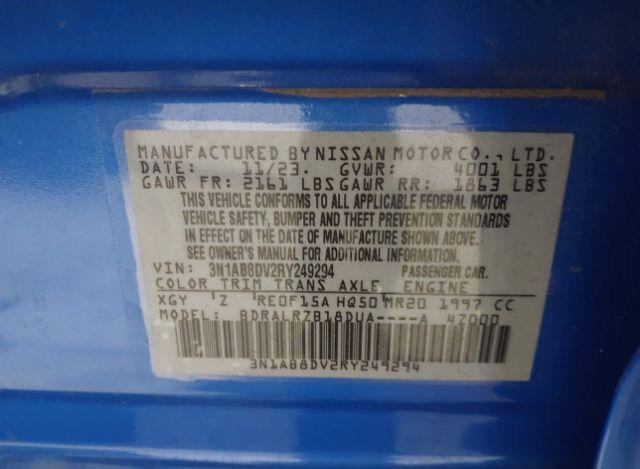 MANUFACTURED BY NISSAN MOTOR CO., LTD.
DATE: 11/23. GVWR: 4001 LBS
GAWR FR: 2161 LBS GAWR RR: 1863 LBS
THIS VEHICLE CONFORMS TO ALL APPLICABLE FEDERAL MOTOR
VEHICLE SAFETY, BUMPER AND THEFT PREVENTION STANDARDS
IN EFFECT ON THE DATE OF MANUFACTURE SHOWN ABOVE.
SEE OWNER'S MANUAL FOR ADDITIONAL INFORMATION
VIN: 3N1AB8DV2RY249294 PASSENGER CAR.
COLOR TRIM TRANS AXLE ENGINE
XGY Z RE0F15A HQ50 MR20 1997 CC
MODEL: BDRALRZB18DUA----A 47000
3N1AB8DV2RY249294